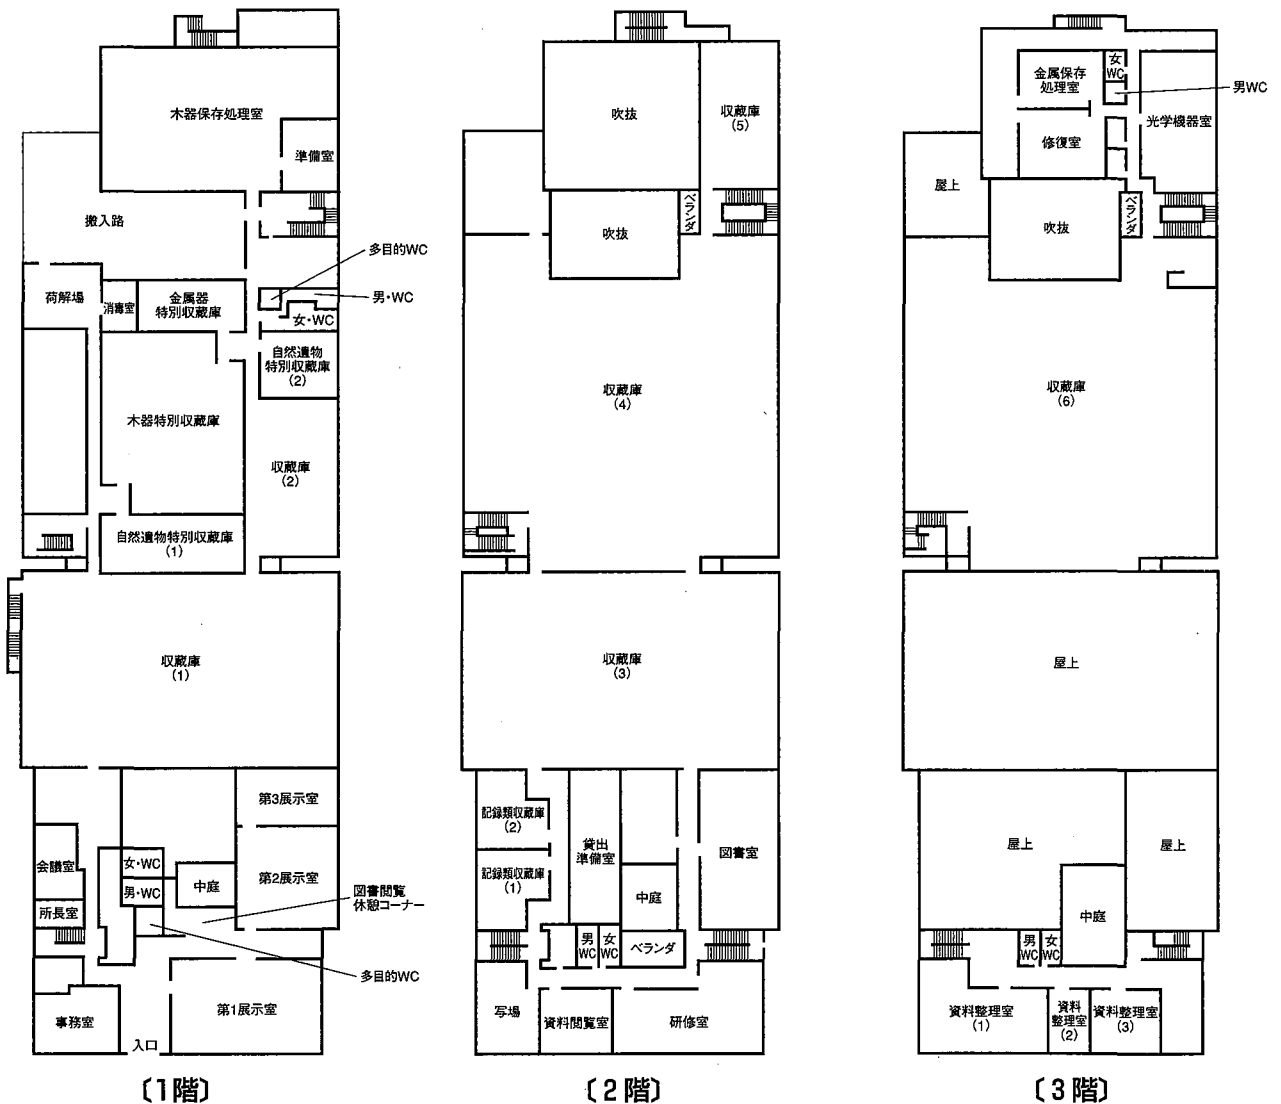 木器保存処理室
準備室
搬入路
多目的WC
荷解場
消毒室
金属器
特別収蔵庫
男・WC
女・WC
自然遺物
特別収蔵庫
(2)
木器特別収蔵庫
収蔵庫
(2)
自然遺物特別収蔵庫
(1)
収蔵庫
(1)
第3展示室
会議室
女・WC
男・WC
中庭
第2展示室
図書閲覧
休憩コーナー
所長室
多目的WC
第1展示室
事務室
入口
〔1階〕
吹抜
収蔵庫
(5)
ベランダ
吹抜
収蔵庫
(4)
収蔵庫
(3)
記録類収蔵庫
(2)
貸出
準備室
図書室
記録類収蔵庫
(1)
中庭
男
WC
女
WC
ベランダ
写場
資料閲覧室
研修室
〔2階〕
金属保存
処理室
女
WC
男WC
光学機器室
修復室
屋上
ベランダ
吹抜
収蔵庫
(6)
屋上
屋上
屋上
中庭
男
WC
女
WC
資料整理室
(1)
資料
整理室
(2)
資料整理室
(3)
〔3階〕